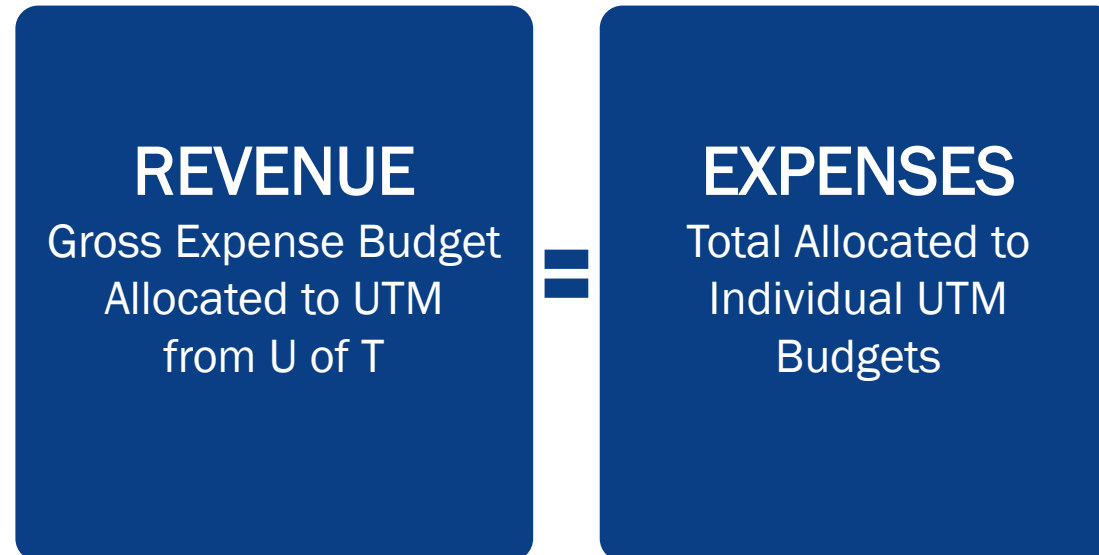 REVENUE
Gross Expense Budget
Allocated to UTM
from U of T
=
EXPENSES
Total Allocated to
Individual UTM
Budgets